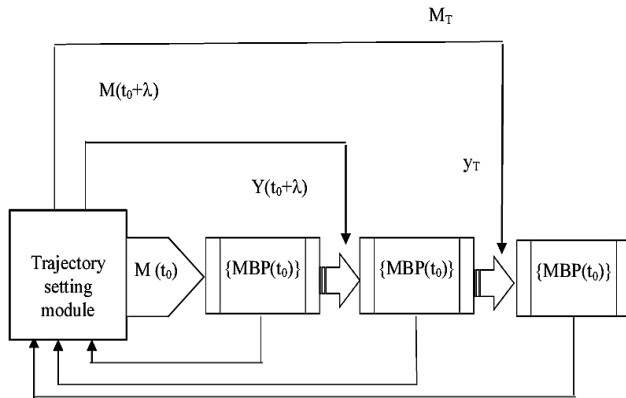 M_T
M(t₀+λ)
y_T
Y(t₀+λ)
Trajectory
setting
module
M (t₀)
{MBP(t₀)}
{MBP(t₀)}
{MBP(t₀)}